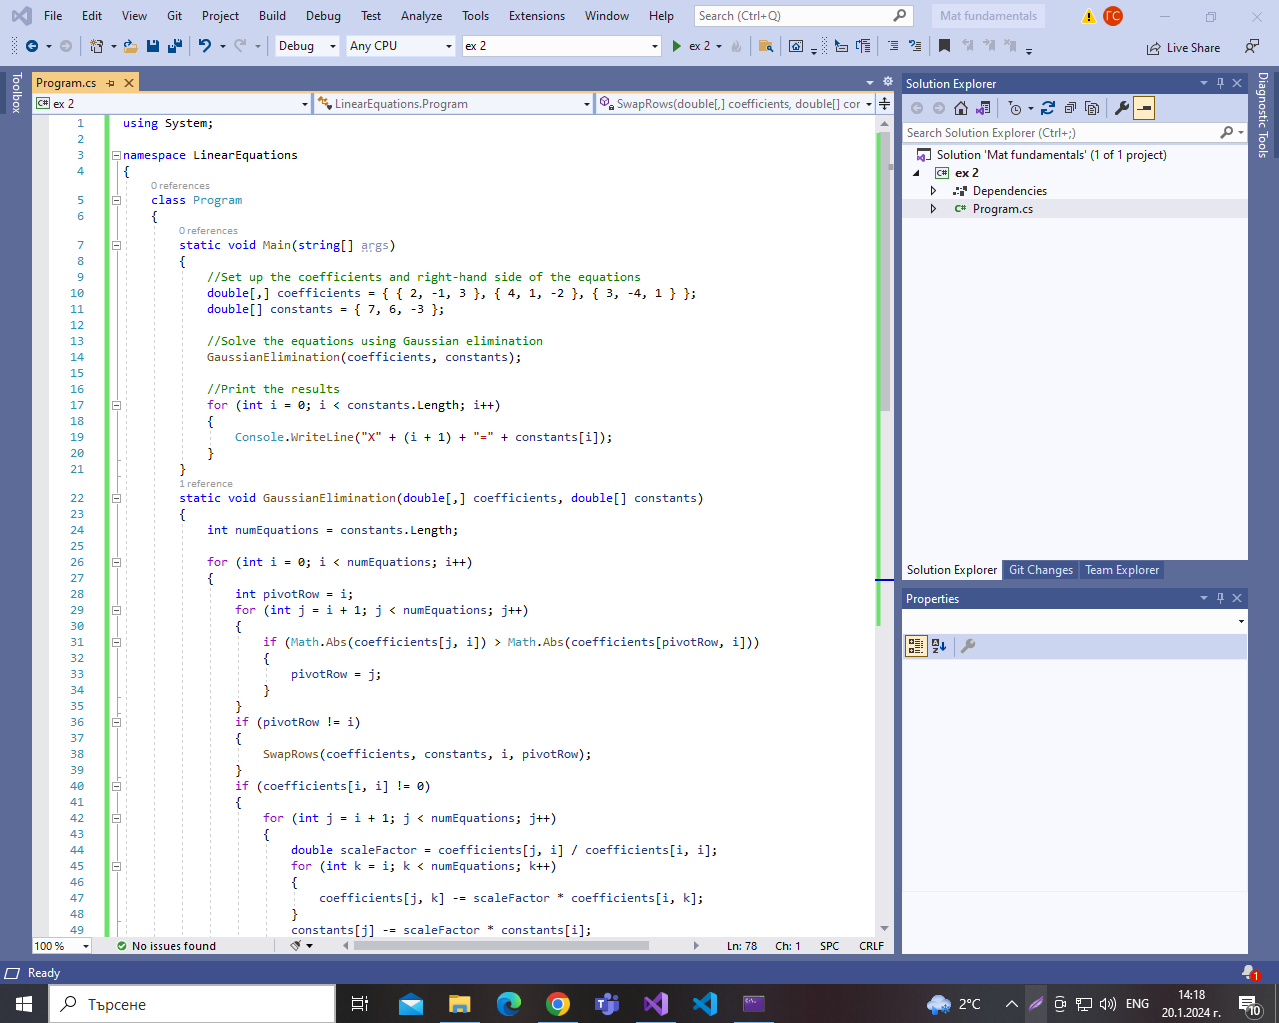 File Edit View Git Project Build Debug Test Analyze Tools Extensions Window Help Search (Ctrl+Q) Mat fundamentals ГС
Debug Any CPU ex 2 ex 2 Live Share
Toolbox
Program.cs
ex 2 LinearEquations.Program SwapRows(double[,] coefficients, double[] cor
1 using System;
2
3 namespace LinearEquations
4 {
0 references
5 class Program
6 {
0 references
7 static void Main(string[] args)
8 {
9 //Set up the coefficients and right-hand side of the equations
10 double[,] coefficients = { { 2, -1, 3 }, { 4, 1, -2 }, { 3, -4, 1 } };
11 double[] constants = { 7, 6, -3 };
12
13 //Solve the equations using Gaussian elimination
14 GaussianElimination(coefficients, constants);
15
16 //Print the results
17 for (int i = 0; i < constants.Length; i++)
18 {
19 Console.WriteLine("X" + (i + 1) + "=" + constants[i]);
20 }
21 }
1 reference
22 static void GaussianElimination(double[,] coefficients, double[] constants)
23 {
24 int numEquations = constants.Length;
25
26 for (int i = 0; i < numEquations; i++)
27 {
28 int pivotRow = i;
29 for (int j = i + 1; j < numEquations; j++)
30 {
31 if (Math.Abs(coefficients[j, i]) > Math.Abs(coefficients[pivotRow, i]))
32 {
33 pivotRow = j;
34 }
35 }
36 if (pivotRow != i)
37 {
38 SwapRows(coefficients, constants, i, pivotRow);
39 }
40 if (coefficients[i, i] != 0)
41 {
42 for (int j = i + 1; j < numEquations; j++)
43 {
44 double scaleFactor = coefficients[j, i] / coefficients[i, i];
45 for (int k = i; k < numEquations; k++)
46 {
47 coefficients[j, k] -= scaleFactor * coefficients[i, k];
48 }
49 constants[j] -= scaleFactor * constants[i];
100 % No issues found Ln: 78 Ch: 1 SPC CRLF
Solution Explorer
Search Solution Explorer (Ctrl+;)
Solution 'Mat fundamentals' (1 of 1 project)
ex 2
Dependencies
C# Program.cs
Solution Explorer Git Changes Team Explorer
Properties
Diagnostic Tools
Ready 1
Търсене 2°C ENG 14:18
20.1.2024 г. 10